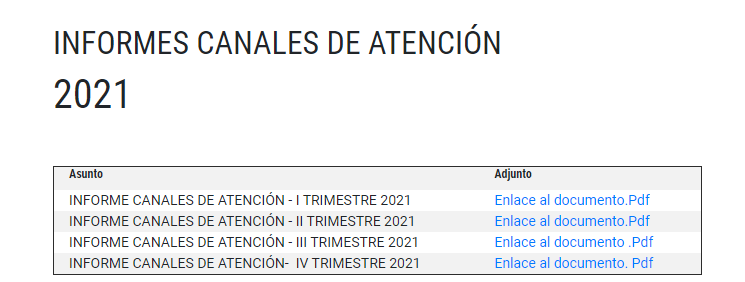 INFORMES CANALES DE ATENCIÓN
2021
Asunto Adjunto
INFORME CANALES DE ATENCIÓN - I TRIMESTRE 2021 Enlace al documento.Pdf
INFORME CANALES DE ATENCIÓN - II TRIMESTRE 2021 Enlace al documento.Pdf
INFORME CANALES DE ATENCIÓN - III TRIMESTRE 2021 Enlace al documento .Pdf
INFORME CANALES DE ATENCIÓN- IV TRIMESTRE 2021 Enlace al documento. Pdf